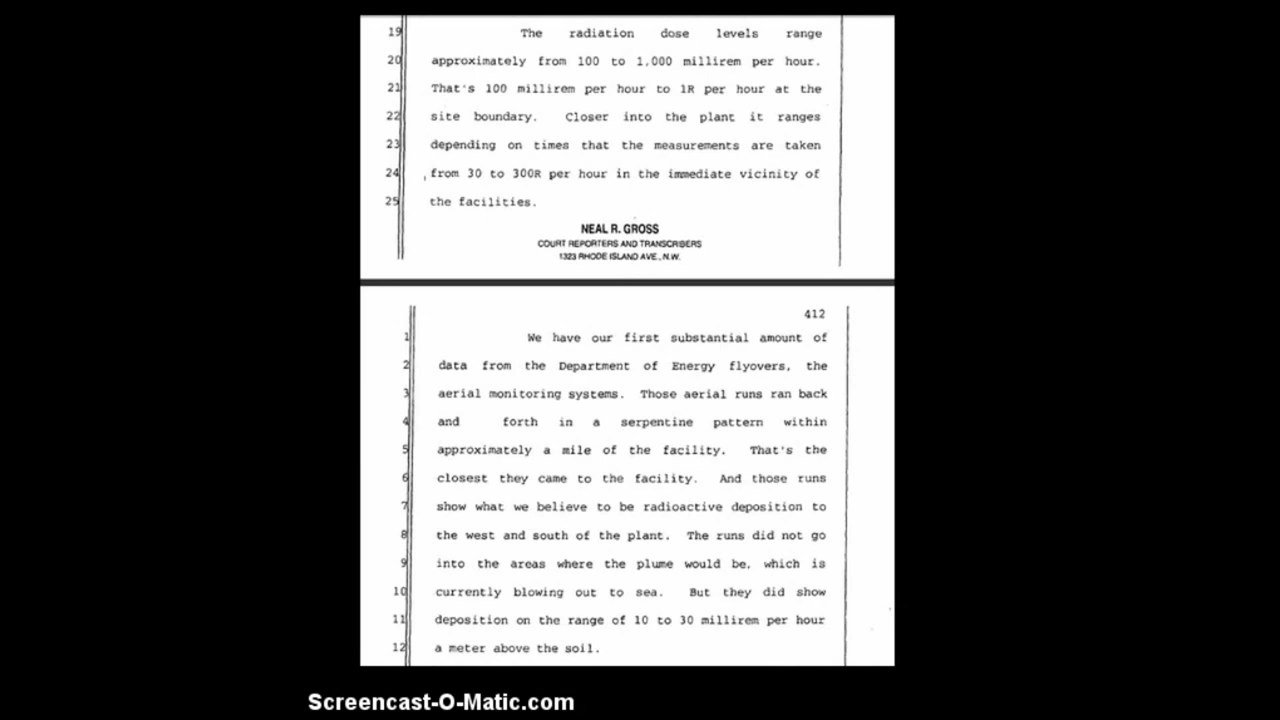 19 The radiation dose levels range
20 approximately from 100 to 1,000 millirem per hour.
21 That's 100 millirem per hour to 1R per hour at the
22 site boundary. Closer into the plant it ranges
23 depending on times that the measurements are taken
24 from 30 to 300R per hour in the immediate vicinity of
25 the facilities.
NEAL R. GROSS
COURT REPORTERS AND TRANSCRIBERS
1323 RHODE ISLAND AVE., N.W.
412
1 We have our first substantial amount of
2 data from the Department of Energy flyovers, the
3 aerial monitoring systems. Those aerial runs ran back
4 and forth in a serpentine pattern within
5 approximately a mile of the facility. That's the
6 closest they came to the facility. And those runs
7 show what we believe to be radioactive deposition to
8 the west and south of the plant. The runs did not go
9 into the areas where the plume would be, which is
10 currently blowing out to sea. But they did show
11 deposition on the range of 10 to 30 millirem per hour
12 a meter above the soil.
Screencast-O-Matic.com